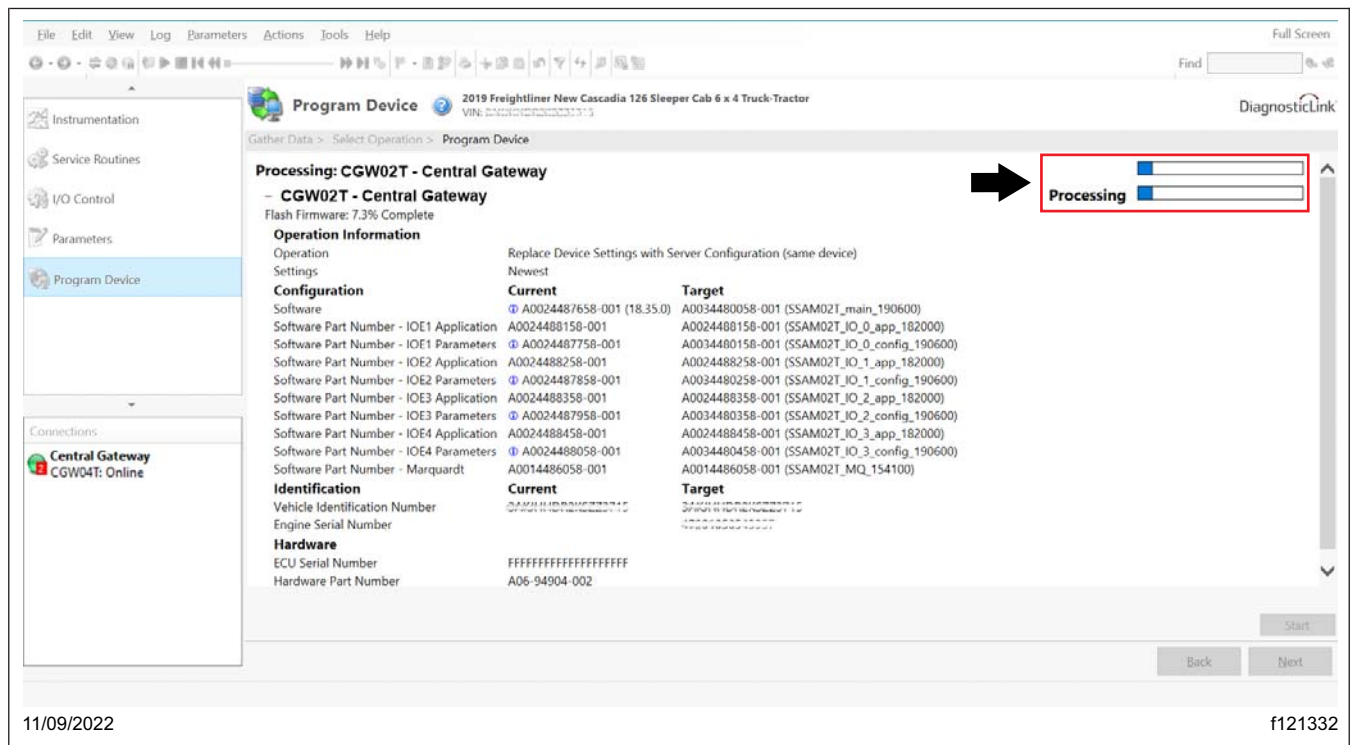 File Edit View Log Parameters Actions Tools Help Full Screen
Find
Instrumentation
Service Routines
I/O Control
Parameters
Program Device
Connections
Central Gateway
CGW04T: Online
2
Program Device ? 2019 Freightliner New Cascadia 126 Sleeper Cab 6 x 4 Truck-Tractor
VIN:
DiagnosticLink
Gather Data > Select Operation > Program Device
Processing: CGW02T - Central Gateway
Processing
– CGW02T - Central Gateway
Flash Firmware: 7.3% Complete
Operation Information
Operation Replace Device Settings with Server Configuration (same device)
Settings Newest
Configuration Current Target
Software A0024487658-001 (18.35.0) A0034480058-001 (SSAM02T_main_190600)
Software Part Number - IOE1 Application A0024488158-001 A0024488158-001 (SSAM02T_IO_0_app_182000)
Software Part Number - IOE1 Parameters A0024487758-001 A0034480158-001 (SSAM02T_IO_0_config_190600)
Software Part Number - IOE2 Application A0024488258-001 A0024488258-001 (SSAM02T_IO_1_app_182000)
Software Part Number - IOE2 Parameters A0024487858-001 A0034480258-001 (SSAM02T_IO_1_config_190600)
Software Part Number - IOE3 Application A0024488358-001 A0024488358-001 (SSAM02T_IO_2_app_182000)
Software Part Number - IOE3 Parameters A0024487958-001 A0034480358-001 (SSAM02T_IO_2_config_190600)
Software Part Number - IOE4 Application A0024488458-001 A0024488458-001 (SSAM02T_IO_3_app_182000)
Software Part Number - IOE4 Parameters A0024488058-001 A0034480458-001 (SSAM02T_IO_3_config_190600)
Software Part Number - Marquardt A0014486058-001 A0014486058-001 (SSAM02T_MQ_154100)
Identification Current Target
Vehicle Identification Number
Engine Serial Number
Hardware
ECU Serial Number FFFFFFFFFFFFFFFFFFFF
Hardware Part Number A06-94904-002
Start
Back Next
11/09/2022 f121332